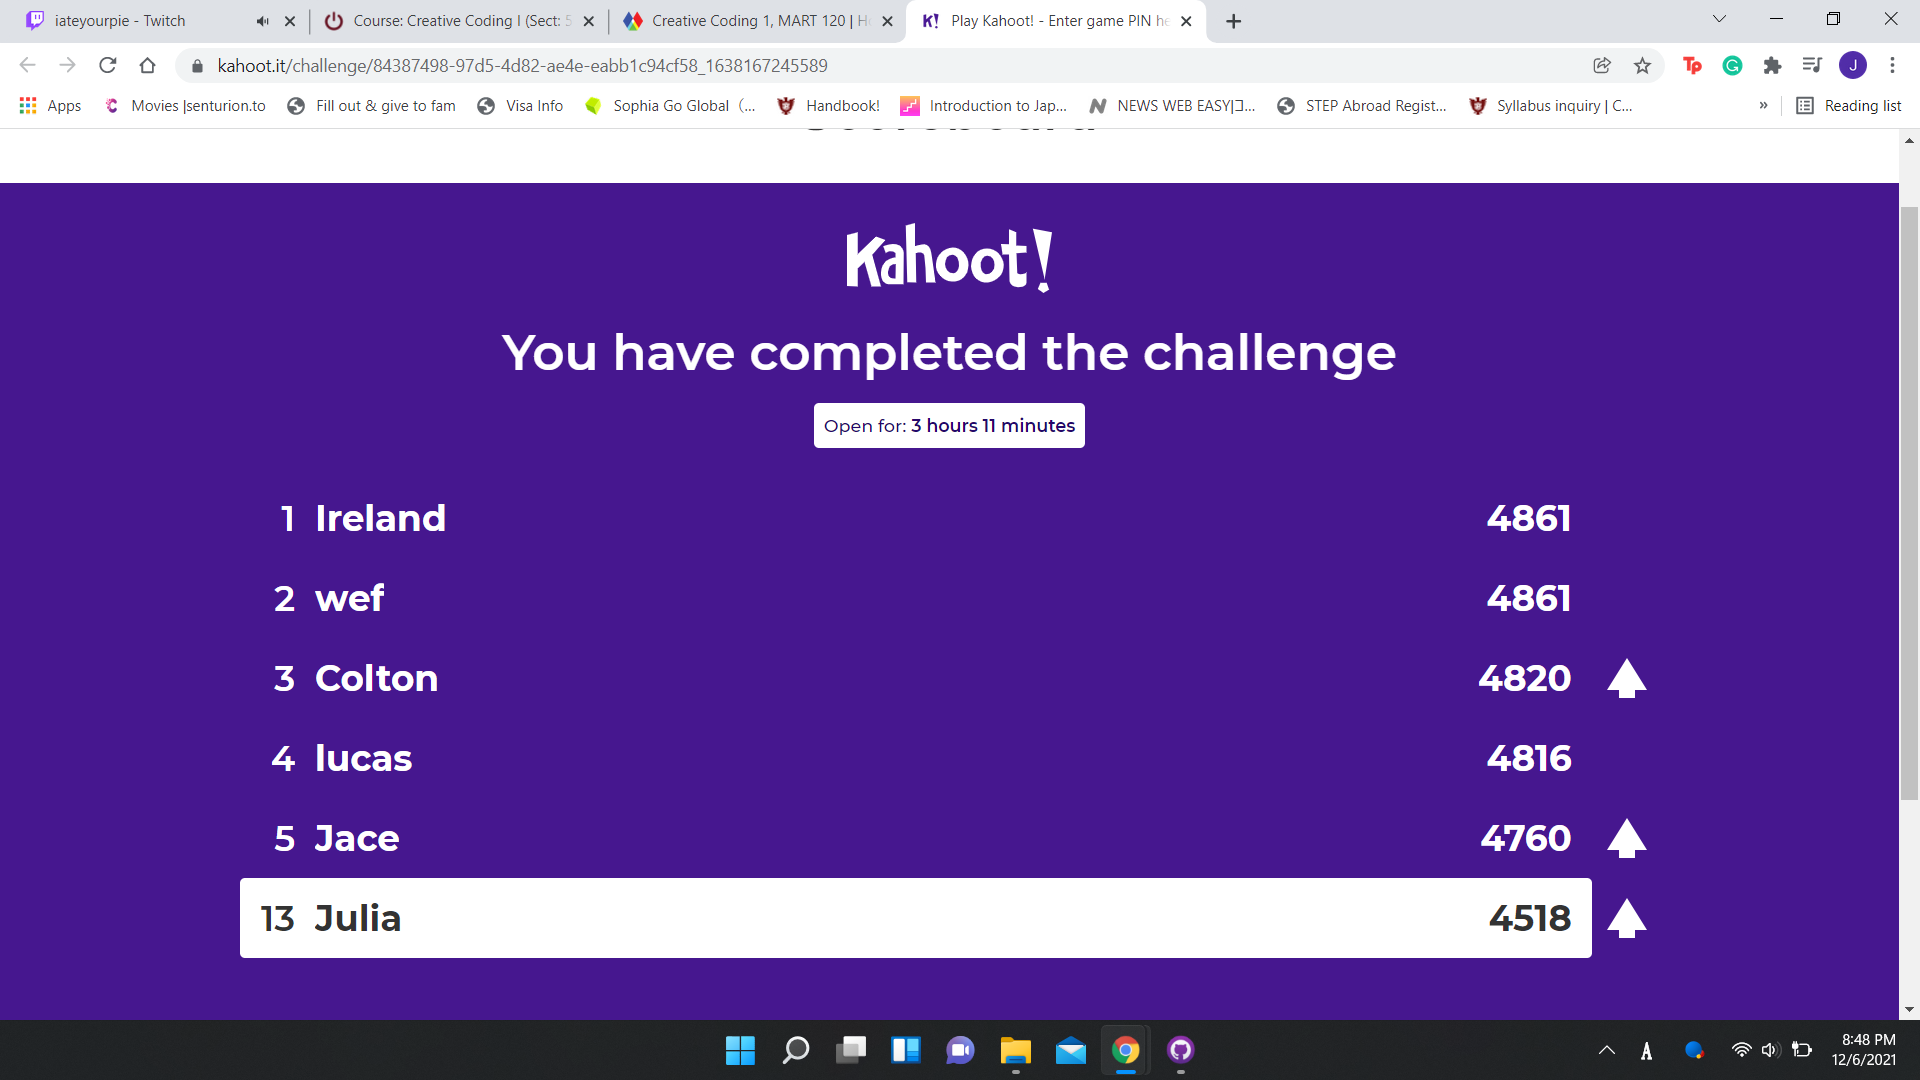 iateyourpie - Twitch
Course: Creative Coding I (Sect: 5
Creative Coding 1, MART 120 | H
Play Kahoot! - Enter game PIN he
kahoot.it/challenge/84387498-97d5-4d82-ae4e-eabb1c94cf58_1638167245589
Tp
G
J
Apps
Movies |senturion.to
Fill out & give to fam
Visa Info
Sophia Go Global (...
Handbook!
Introduction to Jap...
NEWS WEB EASY|コ...
STEP Abroad Regist...
Syllabus inquiry | C...
»
Reading list
Kahoot!
You have completed the challenge
Open for: 3 hours 11 minutes
1 Ireland 4861
2 wef 4861
3 Colton 4820
4 lucas 4816
5 Jace 4760
13 Julia 4518
A
8:48 PM
12/6/2021